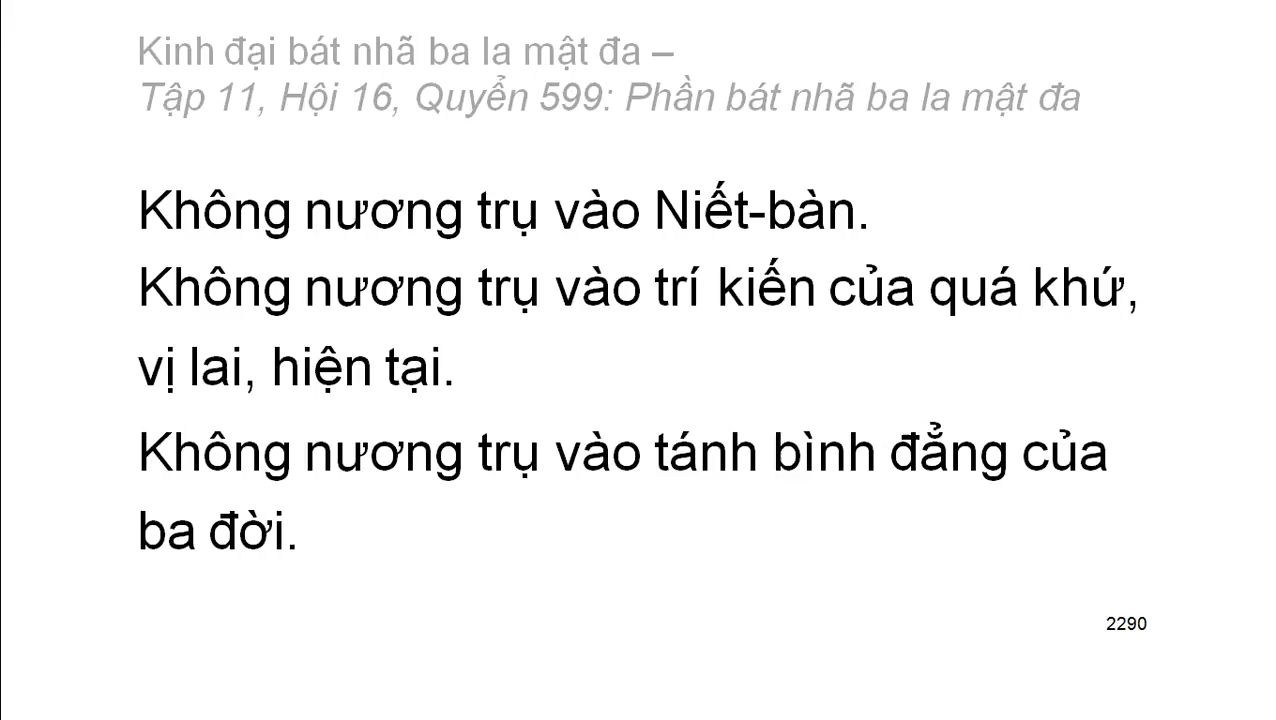 Kinh đại bát nhã ba la mật đa –
Tập 11, Hội 16, Quyển 599: Phần bát nhã ba la mật đa
Không nương trụ vào Niết-bàn.
Không nương trụ vào trí kiến của quá khứ,
vị lai, hiện tại.
Không nương trụ vào tánh bình đẳng của
ba đời.
2290